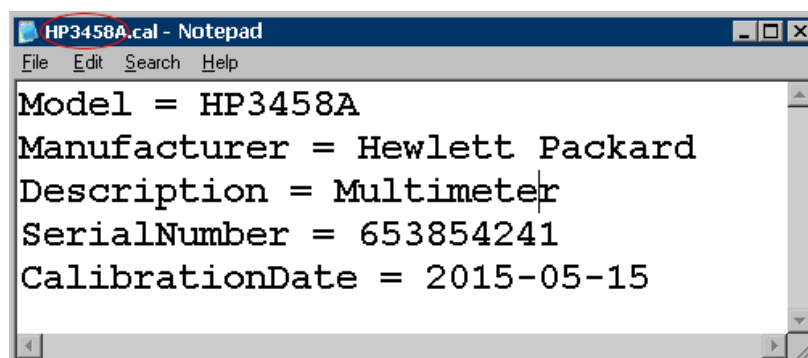 HP3458A.cal - Notepad
File Edit Search Help
Model = HP3458A
Manufacturer = Hewlett Packard
Description = Multimeter
SerialNumber = 653854241
CalibrationDate = 2015-05-15